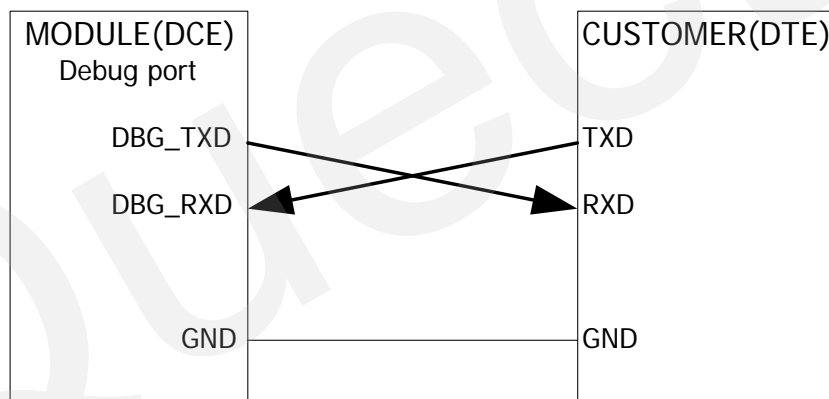 MODULE(DCE)
Debug port
DBG_TXD
DBG_RXD
GND
CUSTOMER(DTE)
TXD
RXD
GND